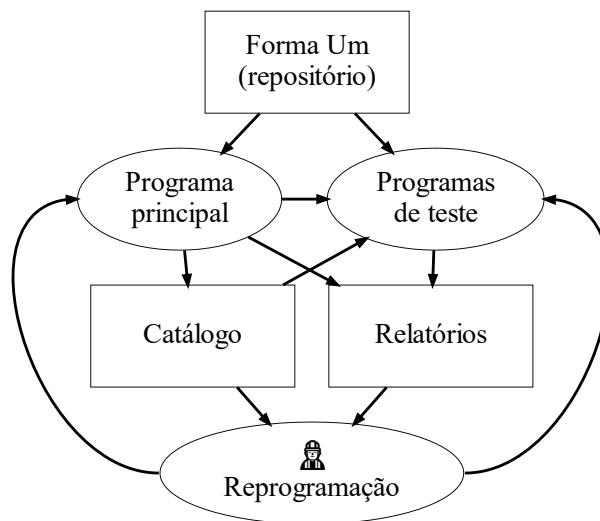 Forma Um
(repositório)
Programa
principal
Programas
de teste
Catálogo
Relatórios
Reprogramação